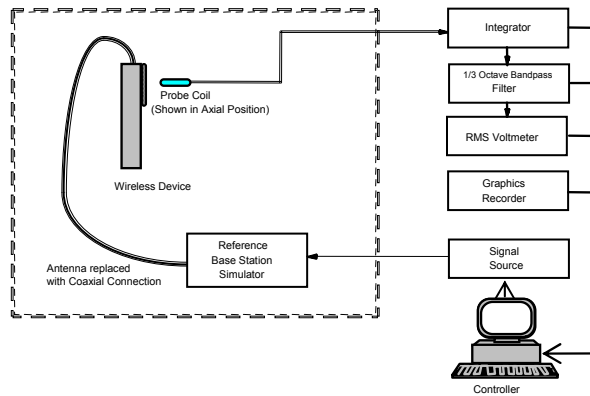 Integrator
1/3 Octave Bandpass
Filter
RMS Voltmeter
Graphics
Recorder
Signal
Source
Controller
Probe Coil
(Shown in Axial Position)
Wireless Device
Reference
Base Station
Simulator
Antenna replaced
with Coaxial Connection